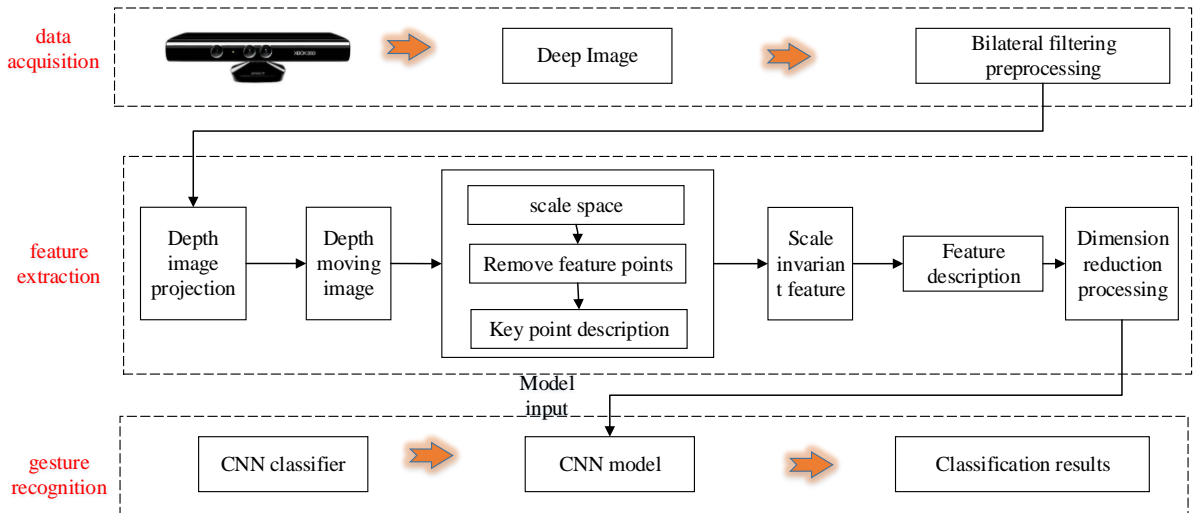 data
acquisition
XBOX360
Deep Image
Bilateral filtering
preprocessing
feature
extraction
Depth
image
projection
Depth
moving
image
scale space
Remove feature points
Key point description
Scale
invarian
t feature
Feature
description
Dimension
reduction
processing
Model
input
gesture
recognition
CNN classifier
CNN model
Classification results